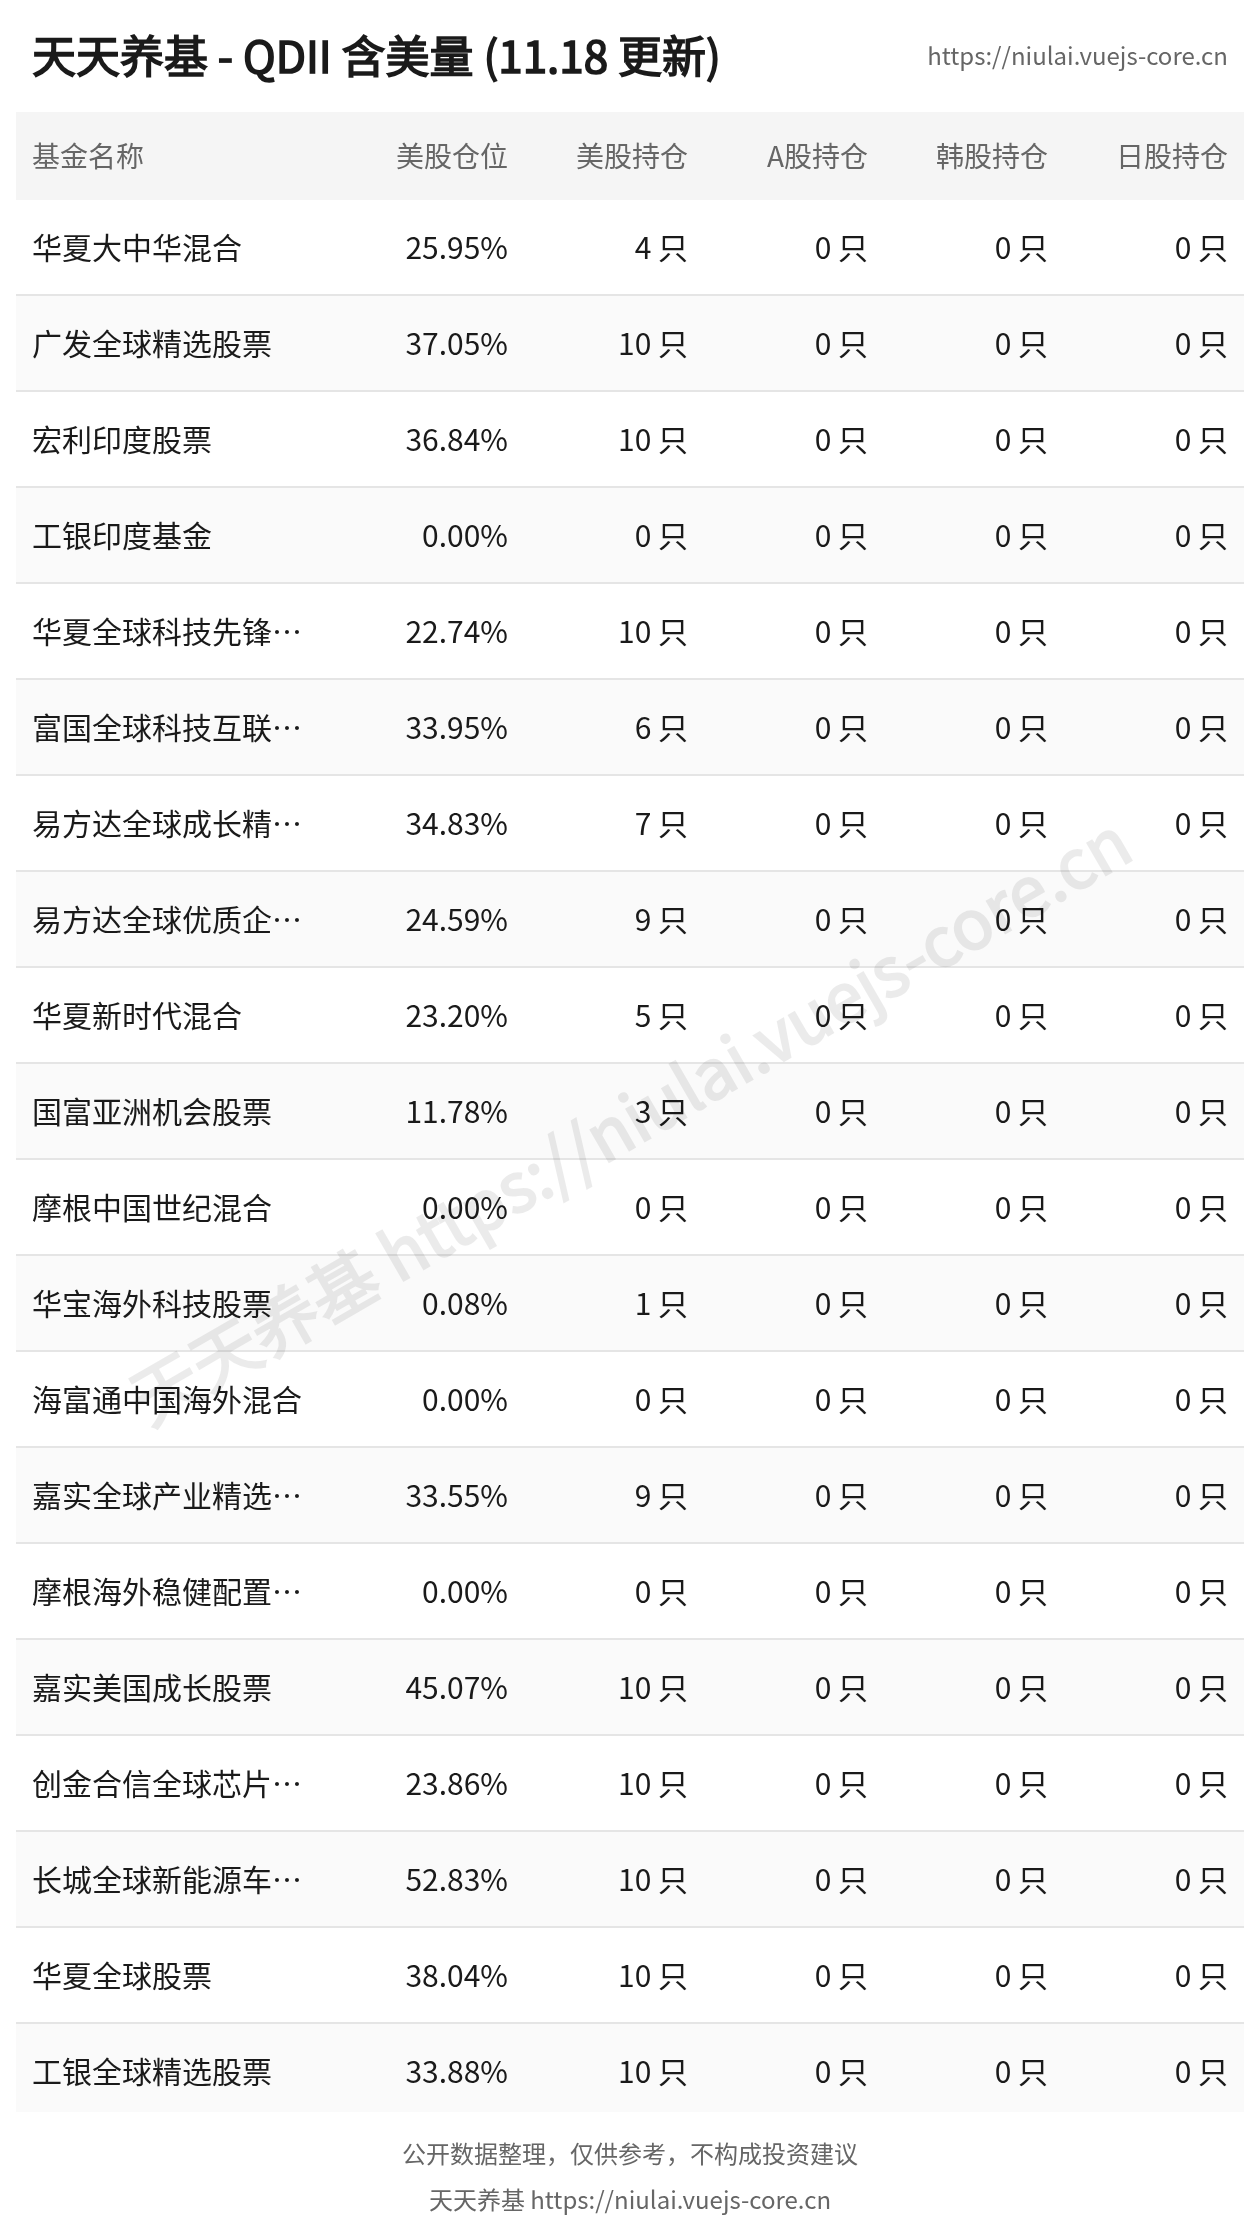 天天养基 - QDII 含美量 (11.18 更新) https://niulai.vuejs-core.cn
基金名称 美股仓位 美股持仓 A股持仓 韩股持仓 日股持仓
华夏大中华混合 25.95% 4 只 0 只 0 只 0 只
广发全球精选股票 37.05% 10 只 0 只 0 只 0 只
宏利印度股票 36.84% 10 只 0 只 0 只 0 只
工银印度基金 0.00% 0 只 0 只 0 只 0 只
华夏全球科技先锋… 22.74% 10 只 0 只 0 只 0 只
富国全球科技互联… 33.95% 6 只 0 只 0 只 0 只
易方达全球成长精… 34.83% 7 只 0 只 0 只 0 只
易方达全球优质企… 24.59% 9 只 0 只 0 只 0 只
华夏新时代混合 23.20% 5 只 0 只 0 只 0 只
国富亚洲机会股票 11.78% 3 只 0 只 0 只 0 只
摩根中国世纪混合 0.00% 0 只 0 只 0 只 0 只
华宝海外科技股票 0.08% 1 只 0 只 0 只 0 只
海富通中国海外混合 0.00% 0 只 0 只 0 只 0 只
嘉实全球产业精选… 33.55% 9 只 0 只 0 只 0 只
摩根海外稳健配置… 0.00% 0 只 0 只 0 只 0 只
嘉实美国成长股票 45.07% 10 只 0 只 0 只 0 只
创金合信全球芯片… 23.86% 10 只 0 只 0 只 0 只
长城全球新能源车… 52.83% 10 只 0 只 0 只 0 只
华夏全球股票 38.04% 10 只 0 只 0 只 0 只
工银全球精选股票 33.88% 10 只 0 只 0 只 0 只
天天养基 https://niulai.vuejs-core.cn
公开数据整理，仅供参考，不构成投资建议
天天养基 https://niulai.vuejs-core.cn